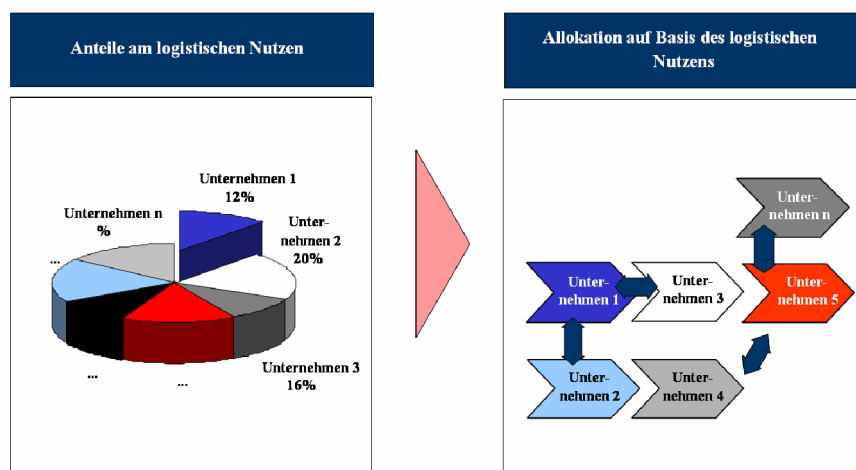 Anteile am logistischen Nutzen
Allokation auf Basis des logistischen
Nutzens
Unternehmen 1
12%
Unternehmen n
%
Unter-
nehmen 2
20%
...
Unternehmen 3
16%
...
...
Unter-
nehmen n
Unter-
nehmen 1
Unter-
nehmen 3
Unter-
nehmen 5
Unter-
nehmen 2
Unter-
nehmen 4